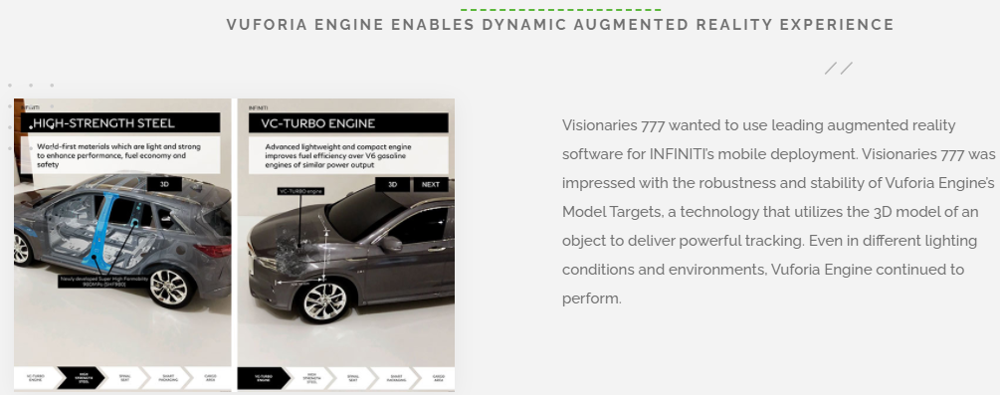 VUFORIA ENGINE ENABLES DYNAMIC AUGMENTED REALITY EXPERIENCE
INFINITI
HIGH-STRENGTH STEEL
World-first materials which are light and strong
to enhance performance, fuel economy and
safety
3D
Newly developed Super High Formability
980MPa (SHF980)
VC-TURBO
ENGINE
HIGH
STRENGTH
STEEL
SPINAL
SEAT
SMART
PACKAGING
CARGO
AREA
INFINITI
VC-TURBO ENGINE
Advanced lightweight and compact engine
improves fuel efficiency over V6 gasoline
engines of similar power output
3D
NEXT
VC-TURBO engine
VC-TURBO
ENGINE
HIGH
STRENGTH
STEEL
SPINAL
SEAT
SMART
PACKAGING
CARGO
AREA
Visionaries 777 wanted to use leading augmented reality
software for INFINITI's mobile deployment. Visionaries 777 was
impressed with the robustness and stability of Vuforia Engine's
Model Targets, a technology that utilizes the 3D model of an
object to deliver powerful tracking. Even in different lighting
conditions and environments, Vuforia Engine continued to
perform.